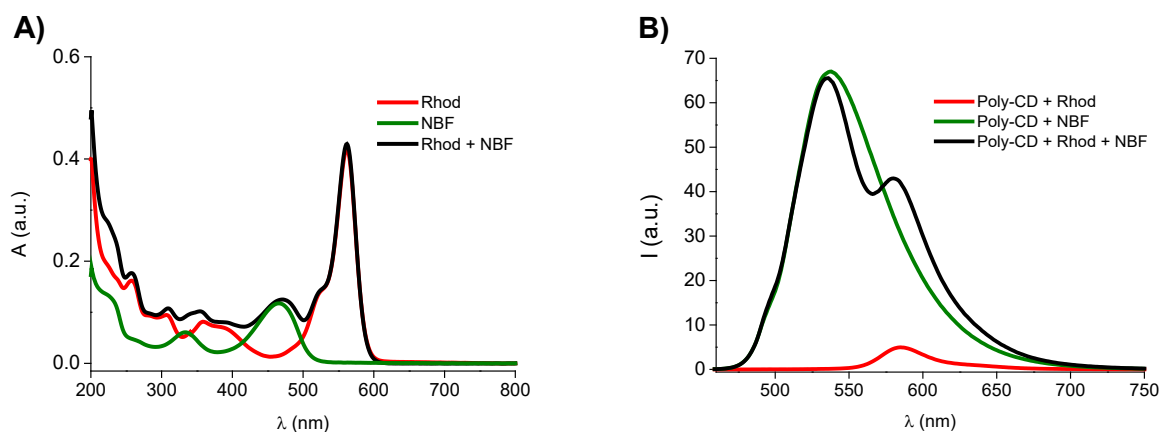 A)
0.6
0.4
0.2
0.0
A (a.u.)
200 300 400 500 600 700 800
λ (nm)
Rhod
NBF
Rhod + NBF
B)
70
60
50
40
30
20
10
0
I (a.u.)
500 550 600 650 700 750
λ (nm)
Poly-CD + Rhod
Poly-CD + NBF
Poly-CD + Rhod + NBF